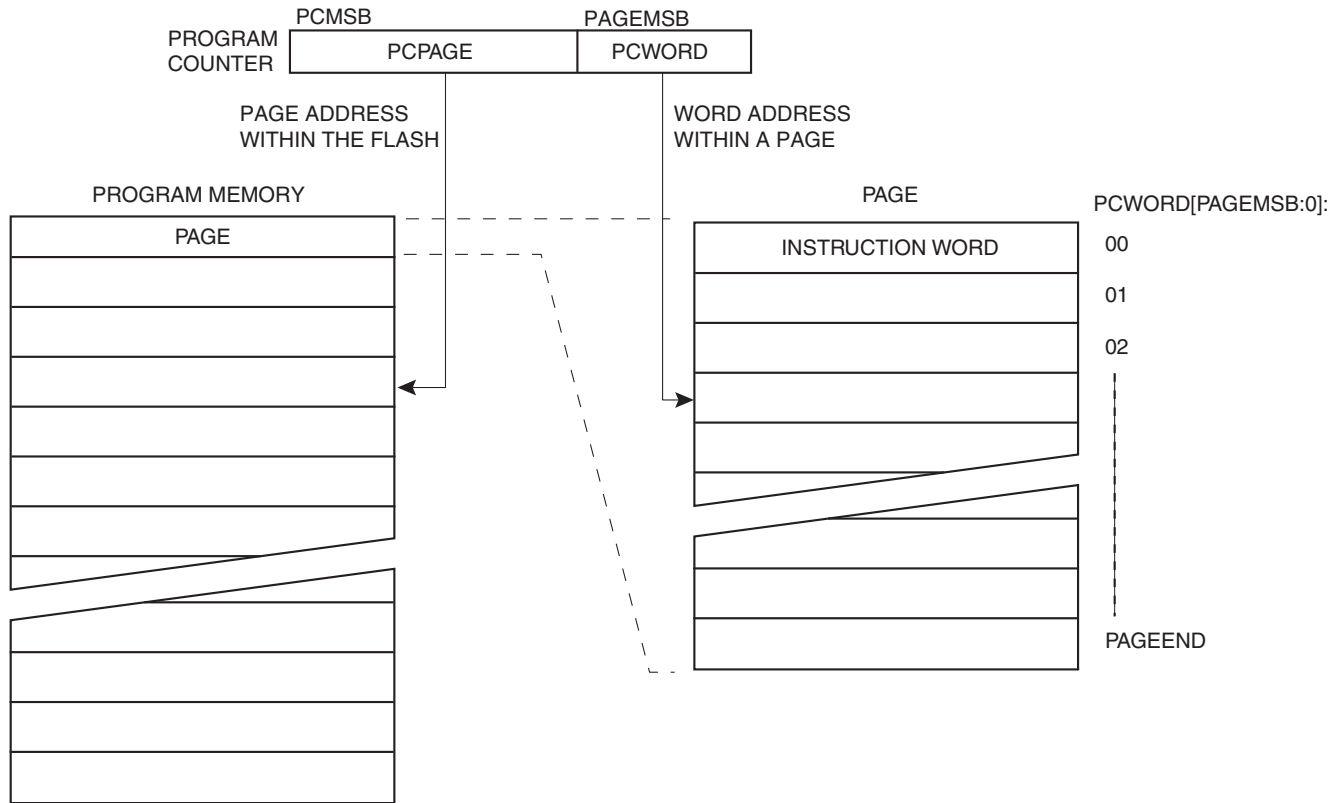 PCMSB
PAGEMSB
PROGRAM
COUNTER
PCPAGE
PCWORD
PAGE ADDRESS
WITHIN THE FLASH
WORD ADDRESS
WITHIN A PAGE
PROGRAM MEMORY
PAGE
PAGE
PCWORD[PAGEMSB:0]:
INSTRUCTION WORD
00
01
02
PAGEEND